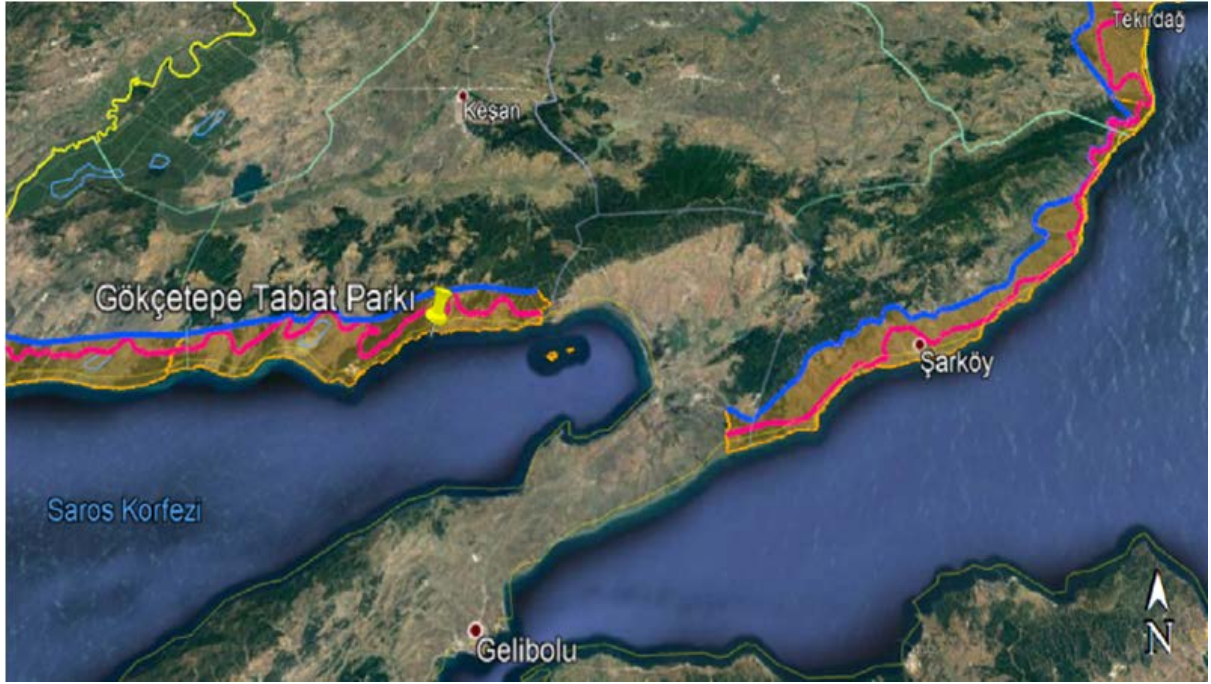 Tekirdağ
Keşan
Gökçetepe Tabiat Parkı
Şarköy
Saros Korfezi
Gelibolu
N